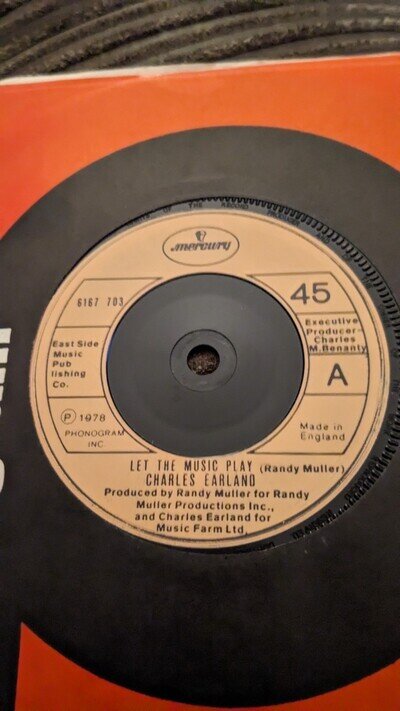 mercury
6167 703
45
East Side
Music
Pub
lishing
Co.
Executive
Producer-
Charles
M.Benanty
A
Ⓟ 1978
PHONOGRAM
INC.
Made in
England
LET THE MUSIC PLAY (Randy Muller)
CHARLES EARLAND
Produced by Randy Muller for Randy
Muller Productions Inc.,
and Charles Earland for
Music Farm Ltd.